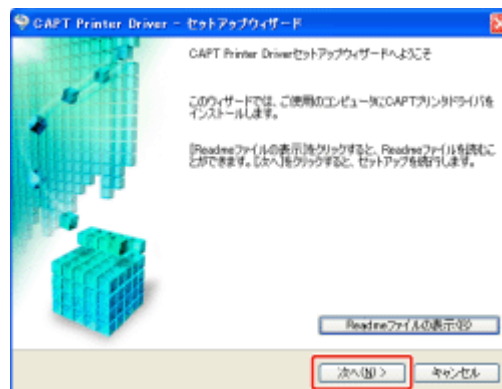 CAPT Printer Driver - セットアップウィザード
CAPT Printer Driverセットアップウィザードへようこそ
このウィザードでは、ご使用のコンピュータにCAPTプリンタドライバを
インストールします。
[Readmeファイルの表示]をクリックすると、Readmeファイルを読むこ
とができます。[次へ]をクリックすると、セットアップを続行します。
Readmeファイルの表示(R)
次へ(N) >
キャンセル